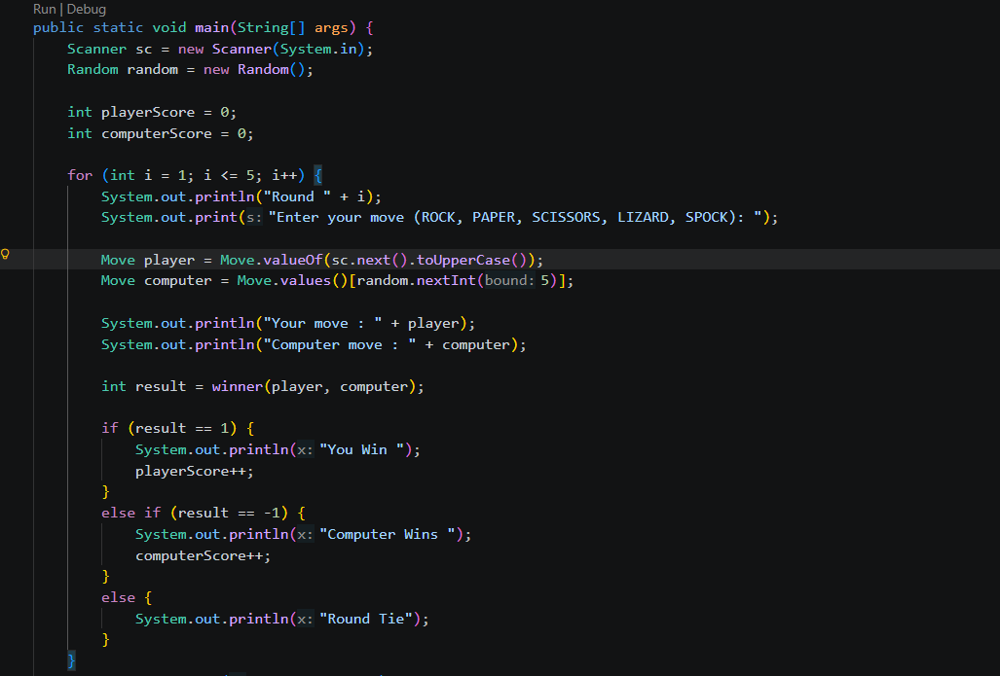 Run | Debug
public static void main(String[] args) {
Scanner sc = new Scanner(System.in);
Random random = new Random();
int playerScore = 0;
int computerScore = 0;
for (int i = 1; i <= 5; i++) {
System.out.println("Round " + i);
System.out.print(s: "Enter your move (ROCK, PAPER, SCISSORS, LIZARD, SPOCK): ");
Move player = Move.valueOf(sc.next().toUpperCase());
Move computer = Move.values()[random.nextInt(bound: 5)];
System.out.println("Your move : " + player);
System.out.println("Computer move : " + computer);
int result = winner(player, computer);
if (result == 1) {
System.out.println(x: "You Win ");
playerScore++;
}
else if (result == -1) {
System.out.println(x: "Computer Wins ");
computerScore++;
}
else {
System.out.println(x: "Round Tie");
}
}